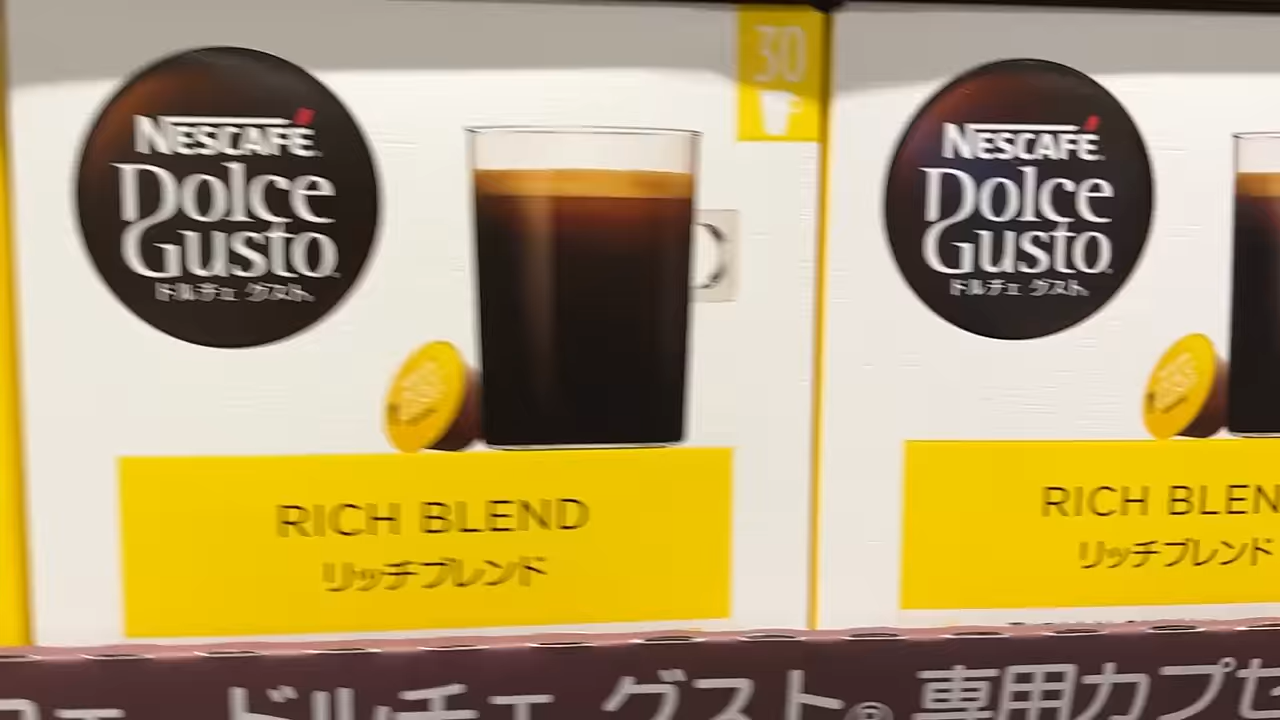 NESCAFÉ
Dolce
Gusto
ドルチェ グスト
30
RICH BLEND
リッチブレンド
NESCAFÉ
Dolce
Gusto
ドルチェ グスト
RICH BLEN
リッチブレンド
ェ ドルチェ グスト® 専用カプセ